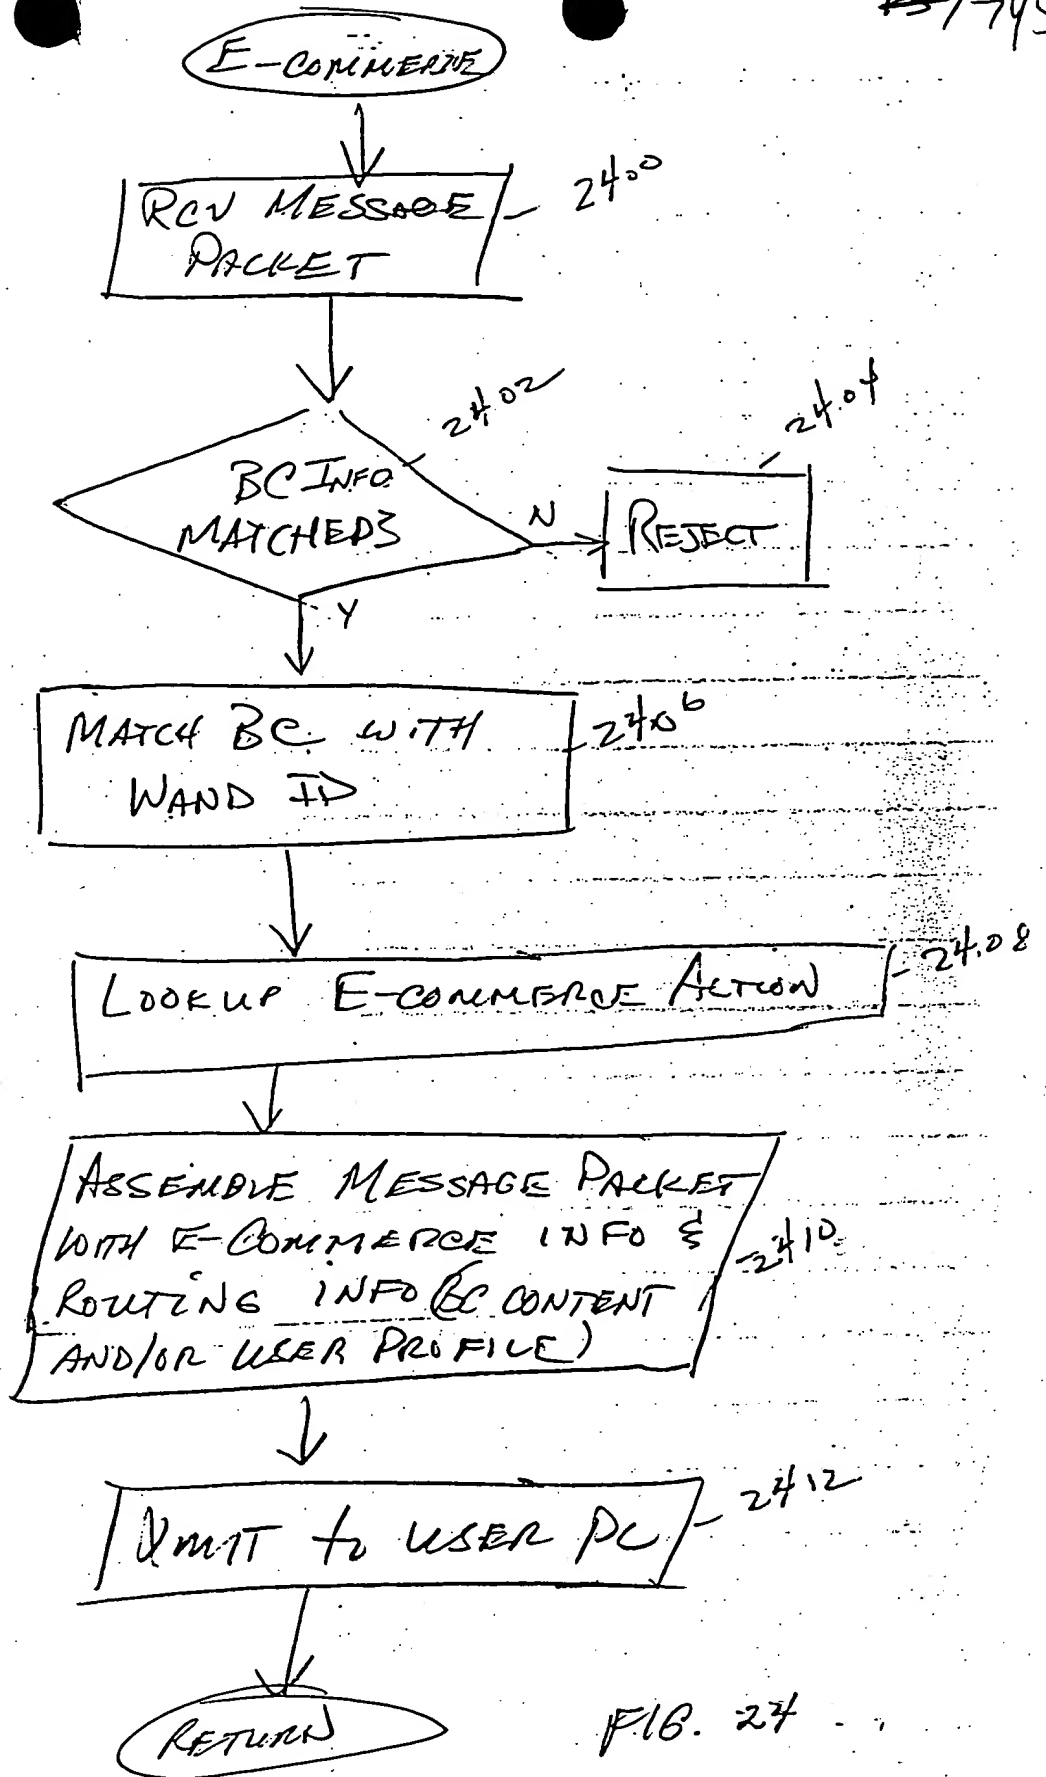 E-COMMERCE
RCV MESSAGE
PACKET
2400
BC INFO
MATCHED?
2402
N
REJECT
2404
Y
MATCH BC WITH
WAND ID
2406
LOOKUP E-COMMERCE ACTION
2408
ASSEMBLE MESSAGE PACKET
WITH E-COMMERCE INFO &
ROUTING INFO (BC CONTENT
AND/OR USER PROFILE)
2410
XMIT to USER PC
2412
RETURN
FIG. 24